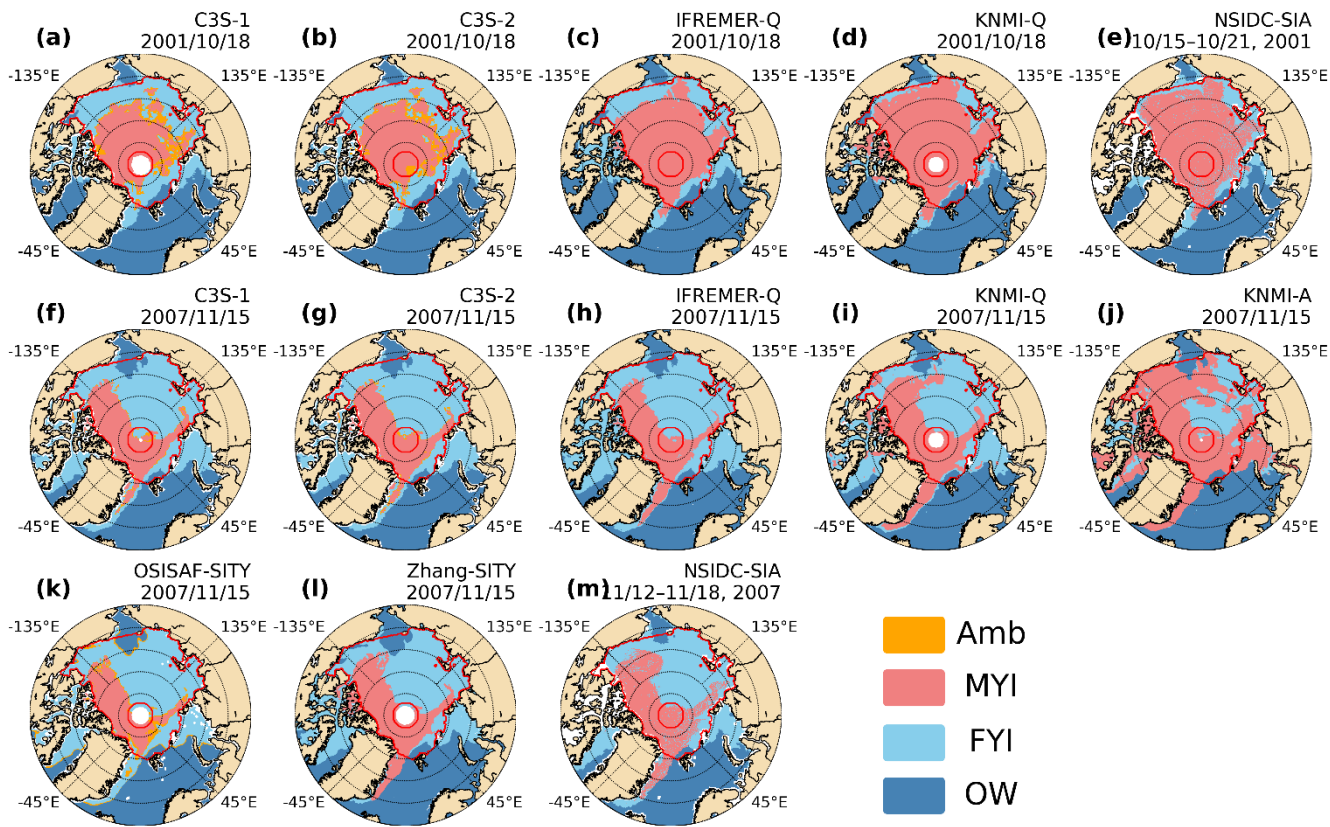 (a) C3S-1
2001/10/18
(b) C3S-2
2001/10/18
(c) IFREMER-Q
2001/10/18
(d) KNMI-Q
2001/10/18
(e) NSIDC-SIA
10/15–10/21, 2001
-135°E 135°E -135°E 135°E -135°E 135°E -135°E 135°E -135°E 135°E
-45°E 45°E -45°E 45°E -45°E 45°E -45°E 45°E -45°E 45°E
(f) C3S-1
2007/11/15
(g) C3S-2
2007/11/15
(h) IFREMER-Q
2007/11/15
(i) KNMI-Q
2007/11/15
(j) KNMI-A
2007/11/15
-135°E 135°E -135°E 135°E -135°E 135°E -135°E 135°E -135°E 135°E
-45°E 45°E -45°E 45°E -45°E 45°E -45°E 45°E -45°E 45°E
(k) OSISAF-SITY
2007/11/15
(l) Zhang-SITY
2007/11/15
(m) NSIDC-SIA
11/12–11/18, 2007
-135°E 135°E -135°E 135°E -135°E 135°E
-45°E 45°E -45°E 45°E -45°E 45°E
Amb
MYI
FYI
OW